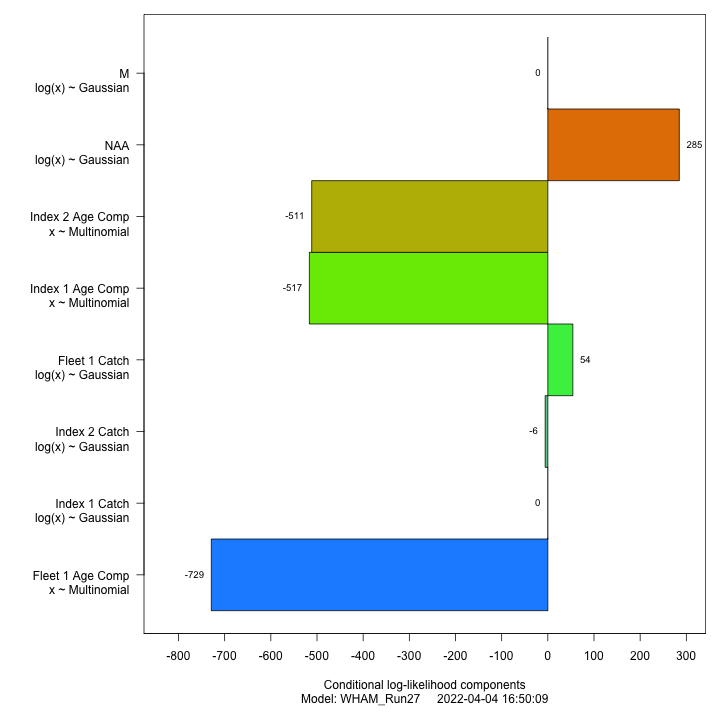 M
log(x) ~ Gaussian
0
NAA
log(x) ~ Gaussian
285
Index 2 Age Comp
x ~ Multinomial
-511
Index 1 Age Comp
x ~ Multinomial
-517
Fleet 1 Catch
log(x) ~ Gaussian
54
Index 2 Catch
log(x) ~ Gaussian
-6
Index 1 Catch
log(x) ~ Gaussian
0
Fleet 1 Age Comp
x ~ Multinomial
-729
-800 -700 -600 -500 -400 -300 -200 -100 0 100 200 300
Conditional log-likelihood components
Model: WHAM_Run27 2022-04-04 16:50:09